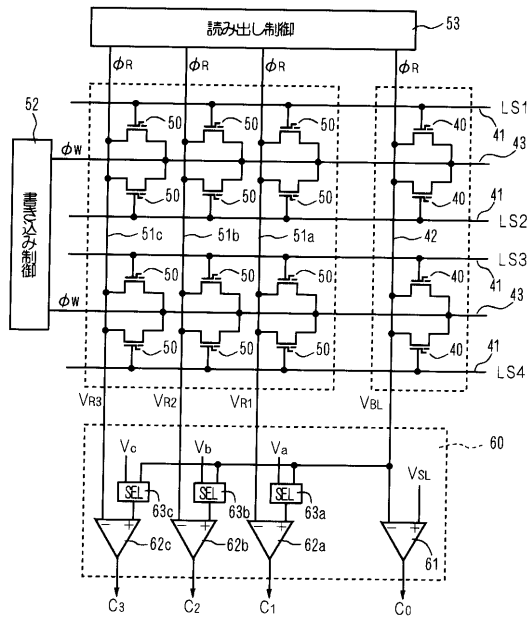 読み出し制御
53
φR φR φR φR
52
LS1
50 50 50 40 41
φW
43
書き込み制御
50 50 50 40 41
LS2
51c 51b 51a 42
LS3
50 50 50 40 41
φW
43
50 50 50 40 41
LS4
VR3 VR2 VR1 VBL
60
Vc Vb Va
VSL
SEL SEL SEL
63c 63b 63a
− + − + − + − +
62c 62b 62a 61
C3 C2 C1 C0